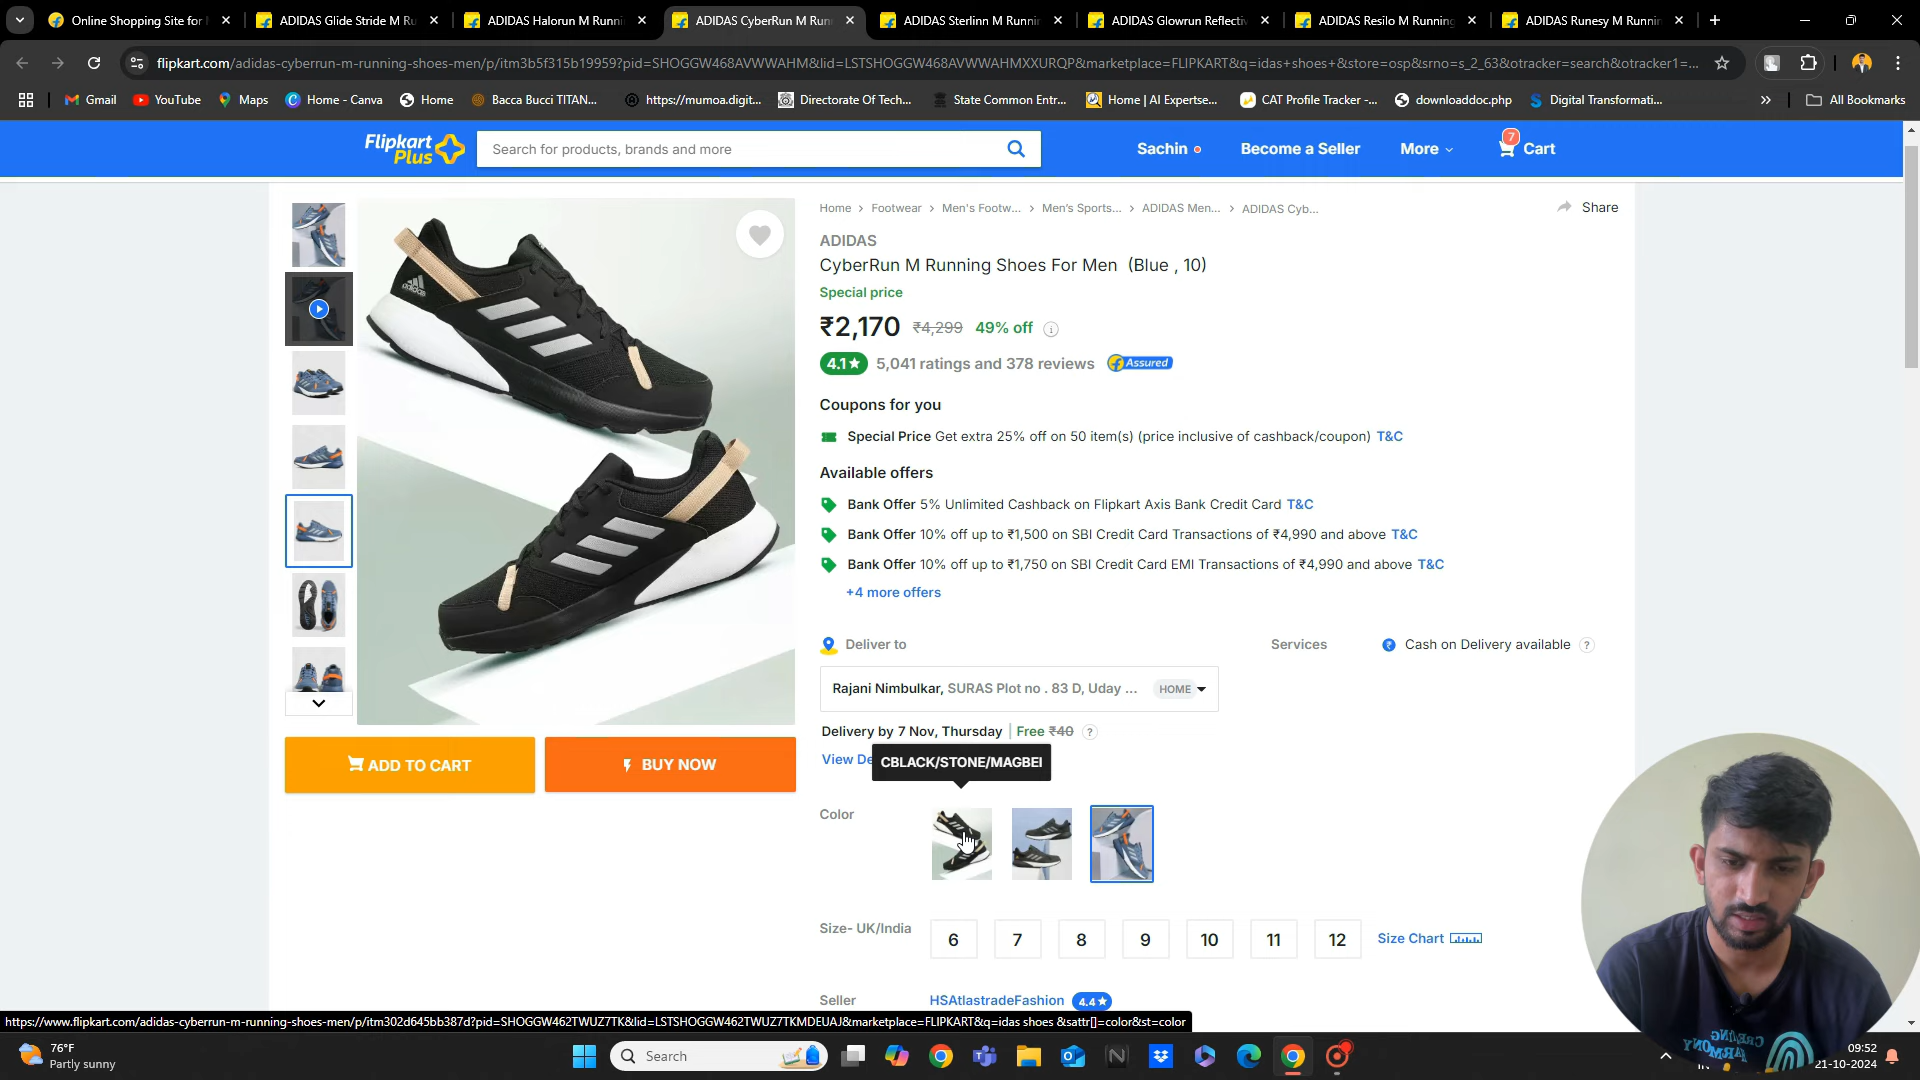 Online Shopping Site for
ADIDAS Glide Stride M Ru
ADIDAS Halorun M Runni
ADIDAS CyberRun M Run
ADIDAS Sterlinn M Runnir
ADIDAS Glowrun Reflecti
ADIDAS Resilo M Running
ADIDAS Runesy M Runnin
flipkart.com/adidas-cyberrun-m-running-shoes-men/p/itm3b5f315b19959?pid=SHOGGW468AVWWAHM&lid=LSTSHOGGW468AVWWAHMXXURQP&marketplace=FLIPKART&q=idas+shoes+&store=osp&srno=s_2_63&otracker=search&otracker1=...
Gmail
YouTube
Maps
Home - Canva
Home
Bacca Bucci TITAN...
https://mumoa.digit...
Directorate Of Tech...
State Common Entr...
Home | AI Expertse...
CAT Profile Tracker -...
downloaddoc.php
Digital Transformati...
»
All Bookmarks
Flipkart
Plus
Search for products, brands and more
Sachin
Become a Seller
More
7
Cart
Home > Footwear > Men's Footw... > Men's Sports... > ADIDAS Men... > ADIDAS Cyb...
Share
ADIDAS
CyberRun M Running Shoes For Men (Blue , 10)
Special price
₹2,170 ₹4,299 49% off
4.1★ 5,041 ratings and 378 reviews Assured
Coupons for you
Special Price Get extra 25% off on 50 item(s) (price inclusive of cashback/coupon) T&C
Available offers
Bank Offer 5% Unlimited Cashback on Flipkart Axis Bank Credit Card T&C
Bank Offer 10% off up to ₹1,500 on SBI Credit Card Transactions of ₹4,990 and above T&C
Bank Offer 10% off up to ₹1,750 on SBI Credit Card EMI Transactions of ₹4,990 and above T&C
+4 more offers
Deliver to
Services
Cash on Delivery available ?
Rajani Nimbulkar, SURAS Plot no . 83 D, Uday ... HOME
Delivery by 7 Nov, Thursday | Free ₹40 ?
View De
CBLACK/STONE/MAGBEI
ADD TO CART
BUY NOW
Color
Size- UK/India
6 7 8 9 10 11 12
Size Chart
Seller
HSAtlastradeFashion 4.4★
https://www.flipkart.com/adidas-cyberrun-m-running-shoes-men/p/itm302d645bb387d?pid=SHOGGW462TWUZ7TK&lid=LSTSHOGGW462TWUZ7TKMDEUAJ&marketplace=FLIPKART&q=idas shoes &sattr[]=color&st=color
76°F
Partly sunny
Search
09:52
21-10-2024